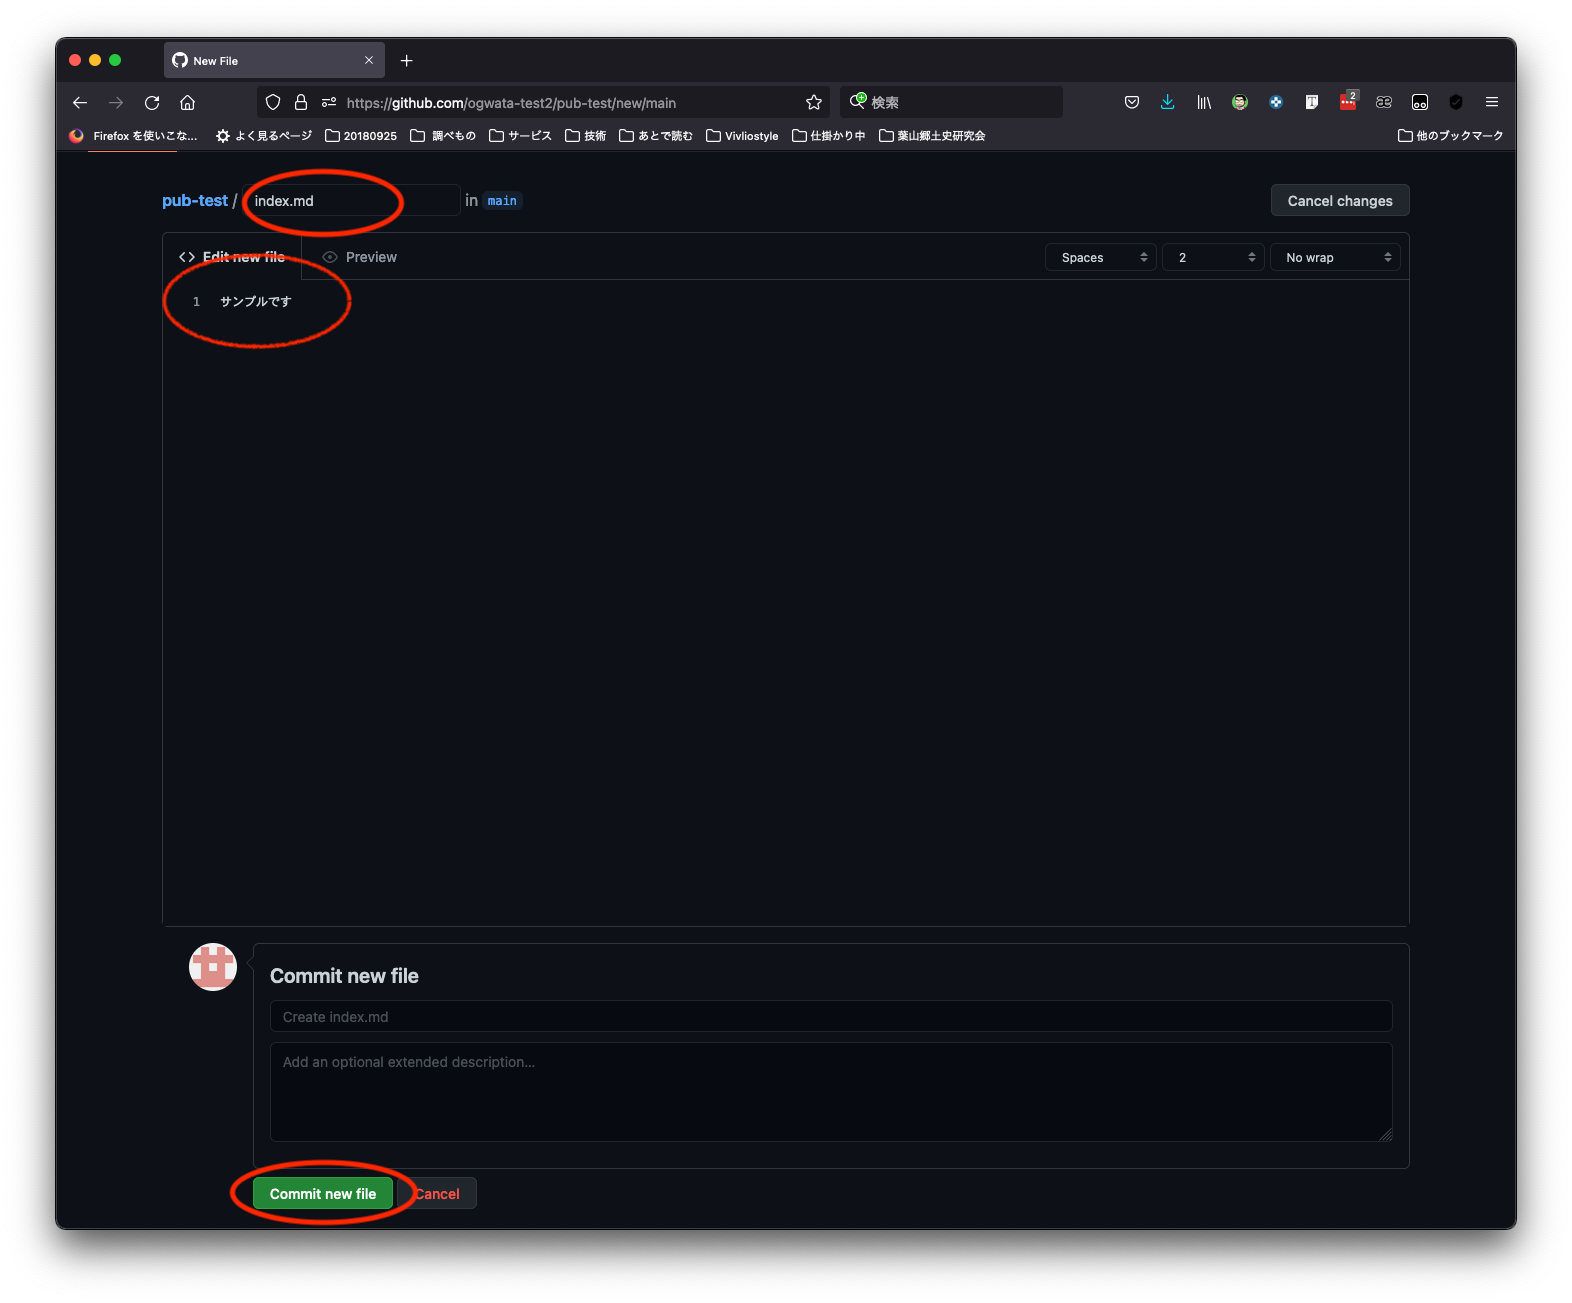 New File
https://github.com/ogwata-test2/pub-test/new/main
検索
2
Firefox を使いこな...
よく見るページ
20180925
調べもの
サービス
技術
あとで読む
Vivliostyle
仕掛かり中
葉山郷土史研究会
他のブックマーク
pub-test / index.md in main
Cancel changes
Edit new file
Preview
Spaces
2
No wrap
1 サンプルです
Commit new file
Create index.md
Add an optional extended description...
Commit new file
Cancel